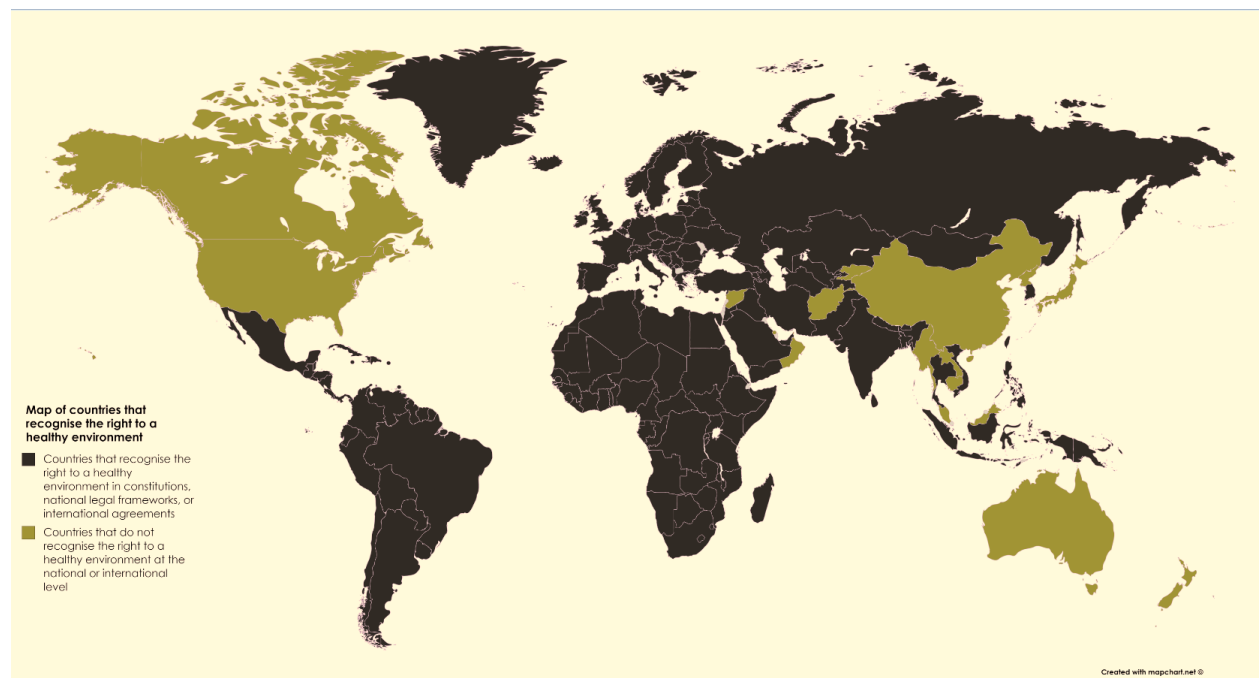 Map of countries that
recognise the right to a
healthy environment
Countries that recognise the
right to a healthy
environment in constitutions,
national legal frameworks, or
international agreements
Countries that do not
recognise the right to a
healthy environment at the
national or international
level
Created with mapchart.net ©